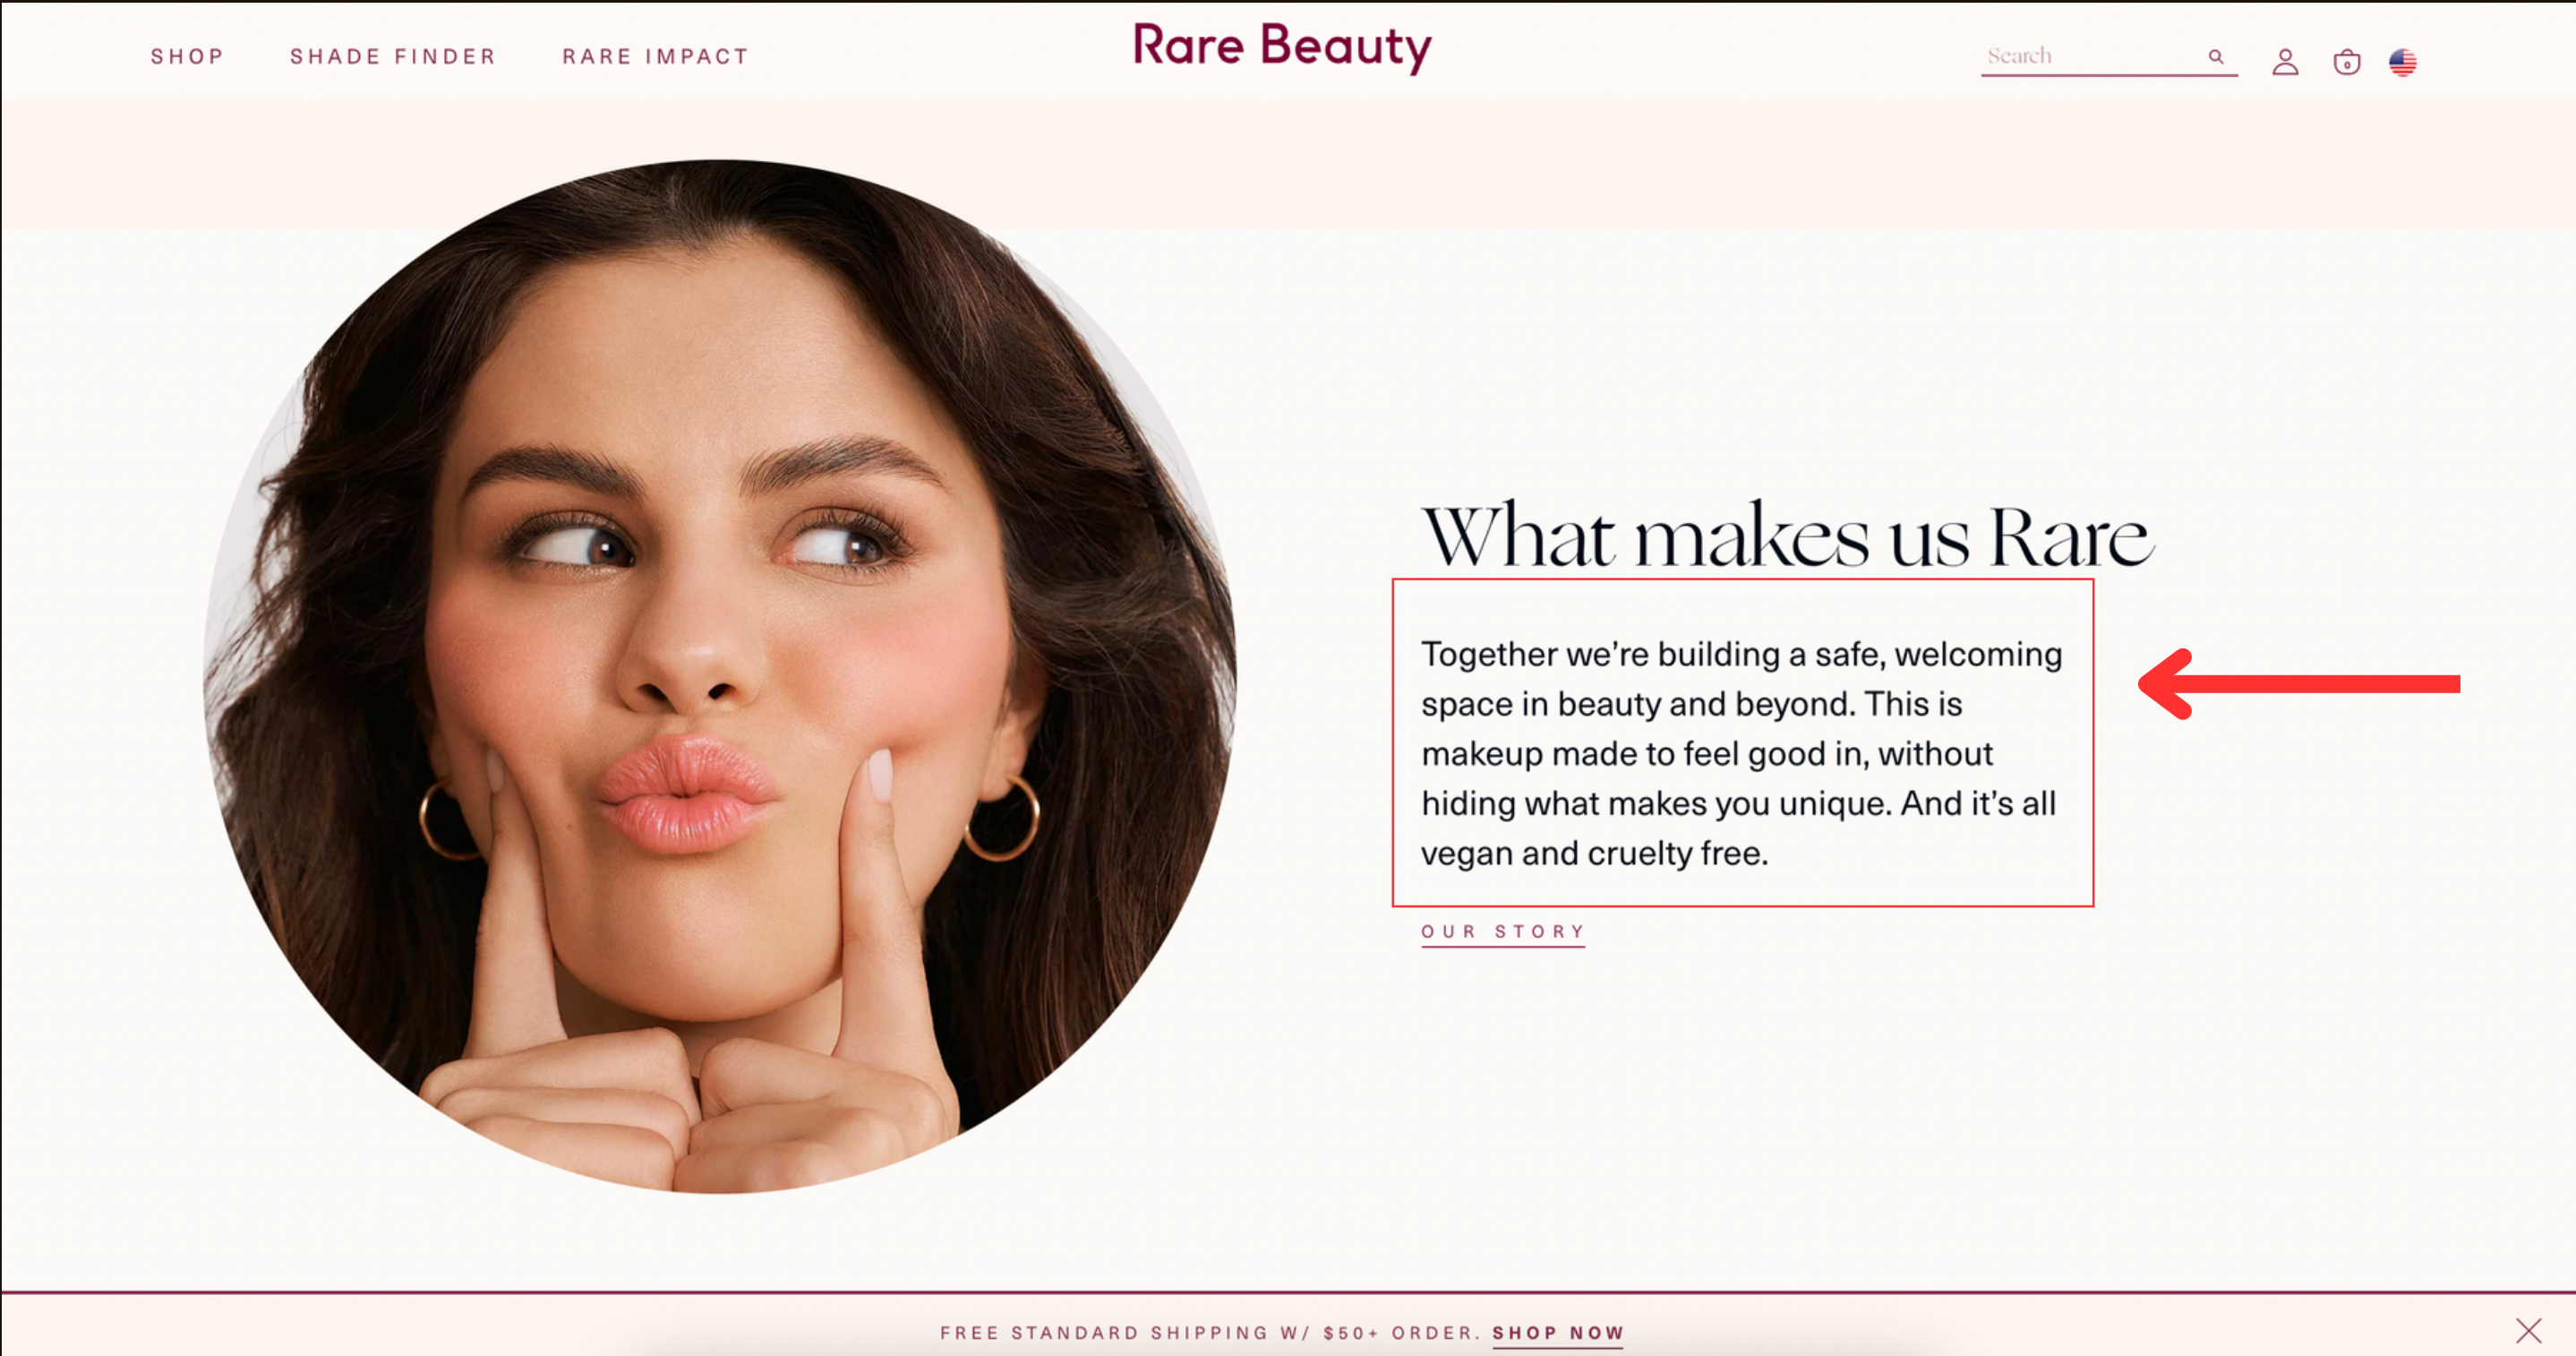 SHOP SHADE FINDER RARE IMPACT Rare Beauty Search 0
What makes us Rare
Together we’re building a safe, welcoming
space in beauty and beyond. This is
makeup made to feel good in, without
hiding what makes you unique. And it’s all
vegan and cruelty free.
OUR STORY
FREE STANDARD SHIPPING W/ $50+ ORDER. SHOP NOW